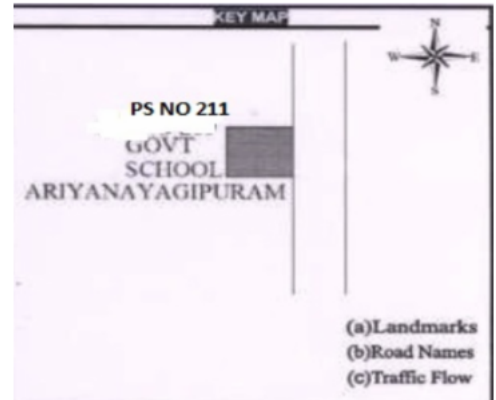 KEY MAP
N
W E
S
PS NO 211
GOVT
SCHOOL
ARIYANAYAGIPURAM
(a)Landmarks
(b)Road Names
(c)Traffic Flow